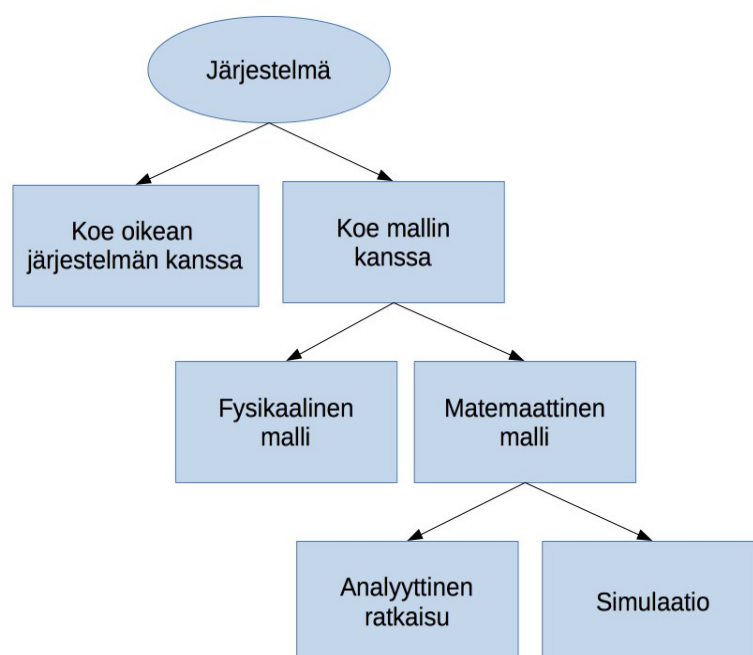 Järjestelmä
Koe oikean
järjestelmän kanssa
Koe mallin
kanssa
Fysikaalinen
malli
Matemaattinen
malli
Analyyttinen
ratkaisu
Simulaatio